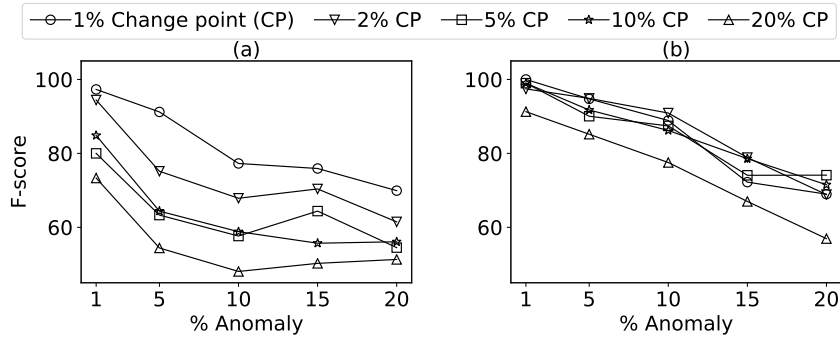 1% Change point (CP) 2% CP 5% CP 10% CP 20% CP
(a) (b)
100 100
80 80
60 60
F-score
1 5 10 15 20 1 5 10 15 20
% Anomaly % Anomaly